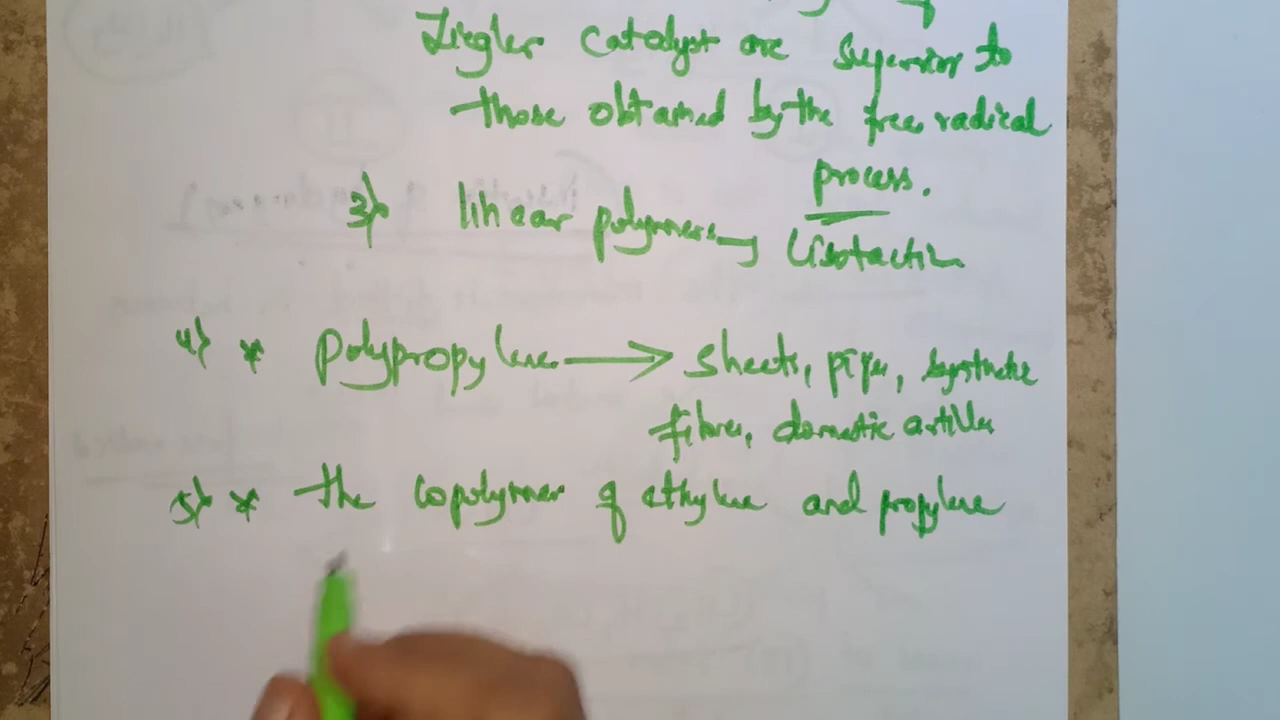 Ziegler catalyst are superior to
those obtained by the free radical
process.
3) linear polymers → (isotactic
4) * polypropylene → sheets, pipes, synthetic
fibres, domestic articles
5) * the copolymer of ethylene and propylene